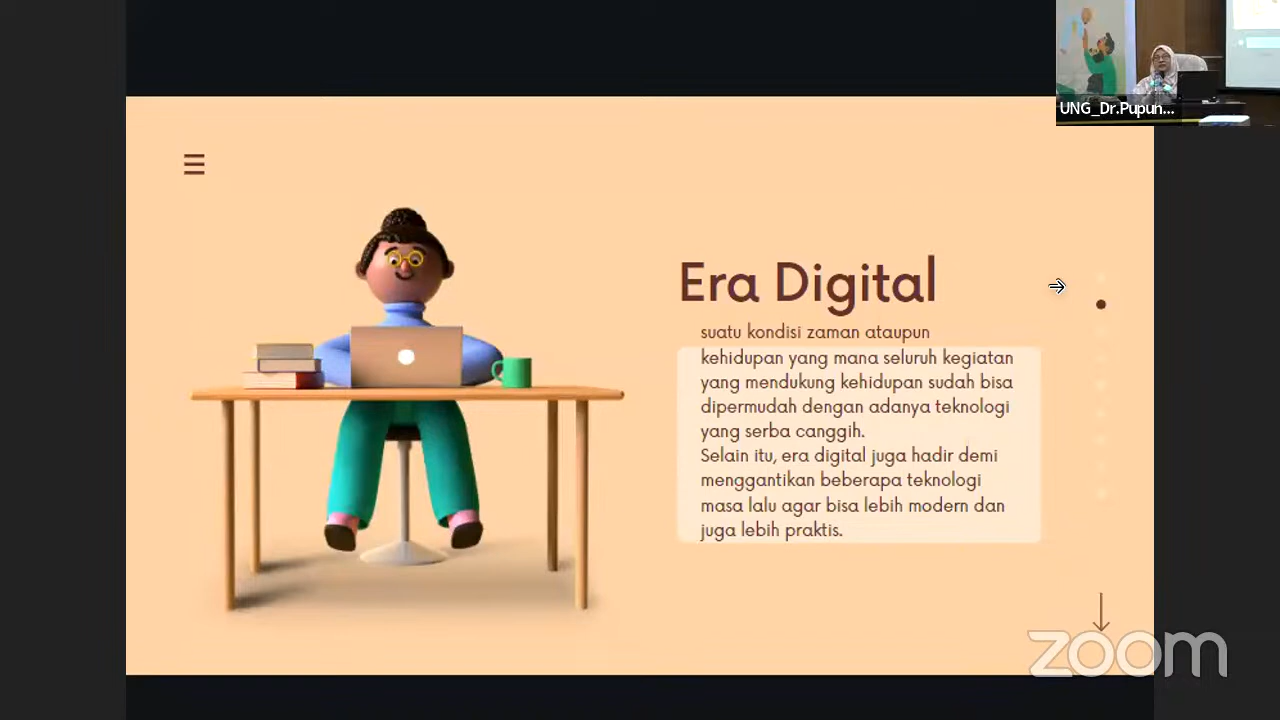 UNG_Dr.Pupun...
Era Digital
suatu kondisi zaman ataupun
kehidupan yang mana seluruh kegiatan
yang mendukung kehidupan sudah bisa
dipermudah dengan adanya teknologi
yang serba canggih.
Selain itu, era digital juga hadir demi
menggantikan beberapa teknologi
masa lalu agar bisa lebih modern dan
juga lebih praktis.
zoom